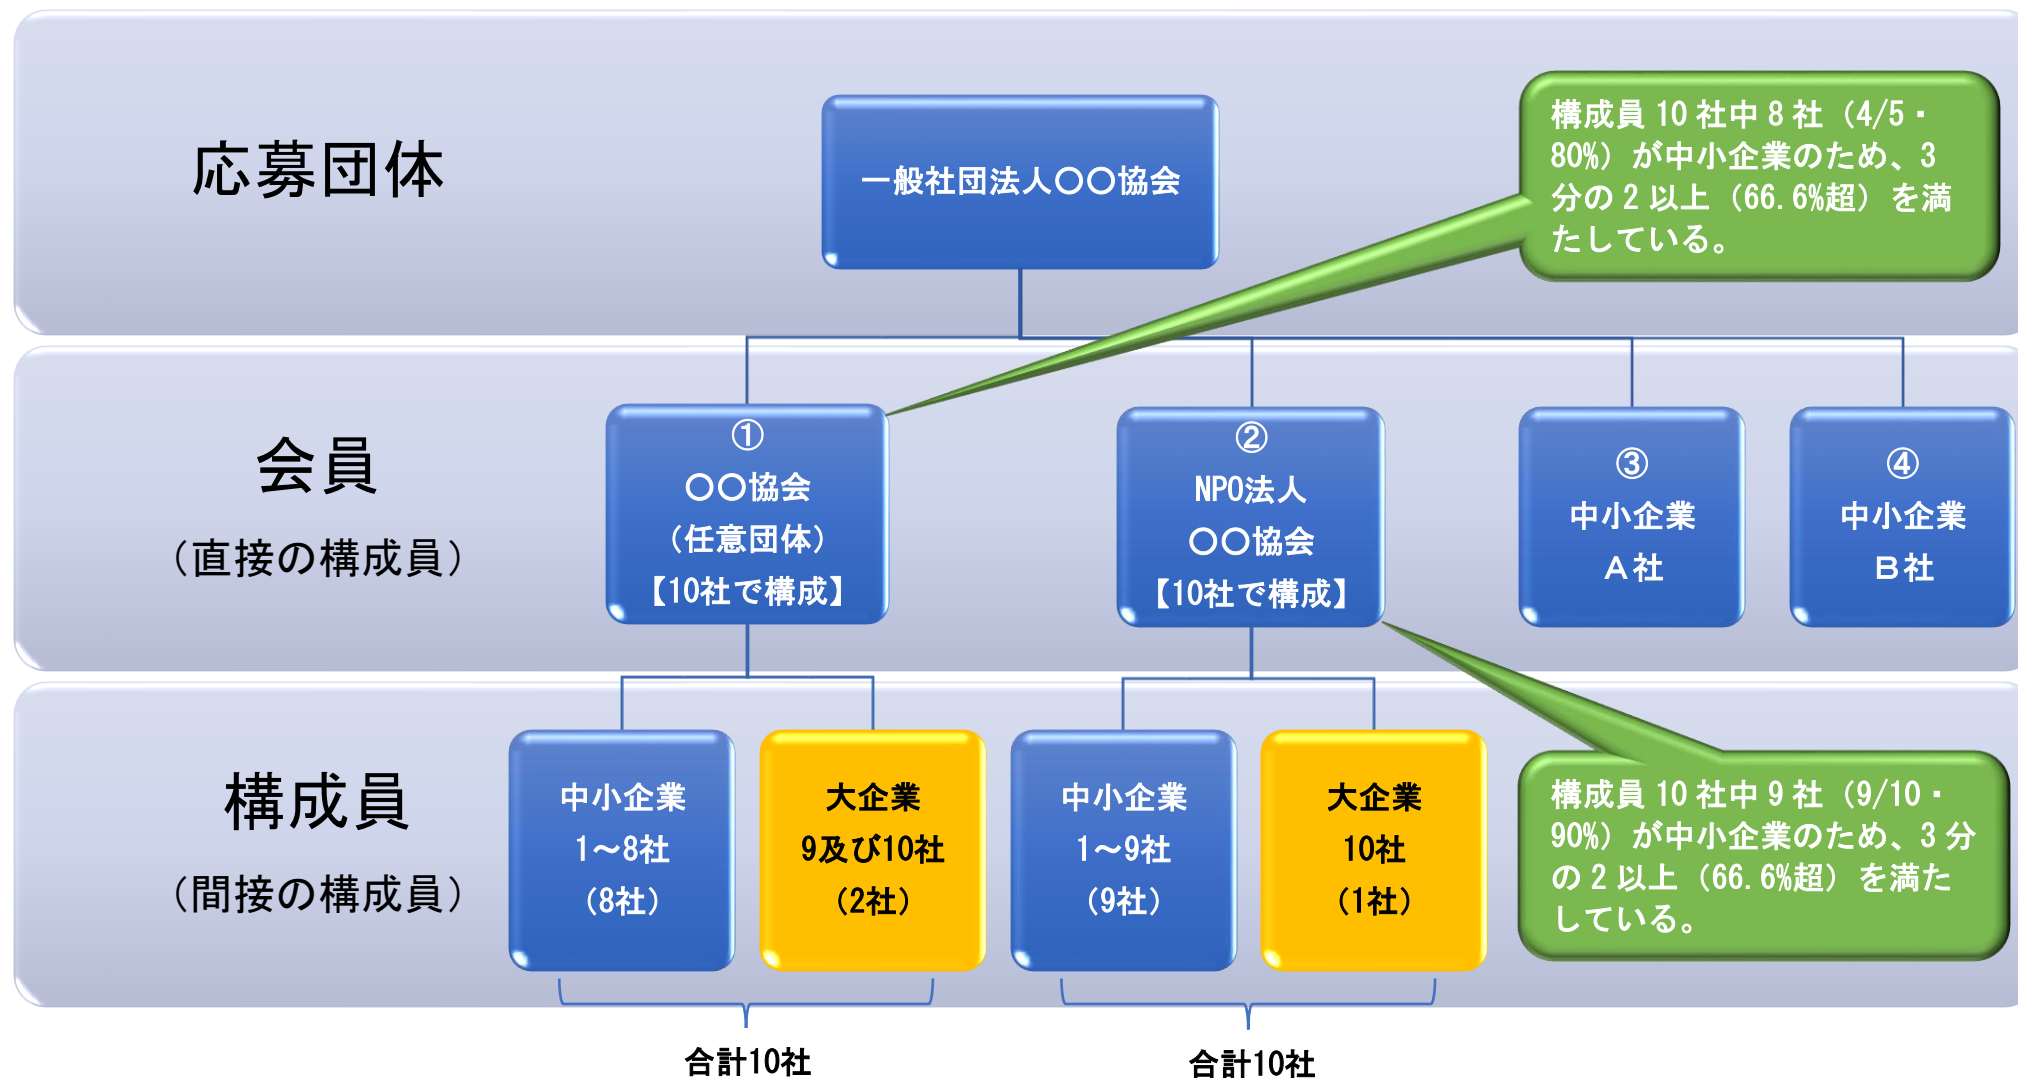 応募団体
一般社団法人〇〇協会
構成員 10 社中 8 社（4/5・
80%）が中小企業のため、3
分の 2 以上（66.6%超）を満
たしている。
会員
（直接の構成員）
①
〇〇協会
（任意団体）
【10社で構成】
②
NPO法人
〇〇協会
【10社で構成】
③
中小企業
Ａ社
④
中小企業
Ｂ社
構成員
（間接の構成員）
中小企業
1～8社
（8社）
大企業
9及び10社
（2社）
中小企業
1～9社
（9社）
大企業
10社
（1社）
構成員 10 社中 9 社（9/10・
90%）が中小企業のため、3 分
の 2 以上（66.6%超）を満た
している。
合計10社
合計10社